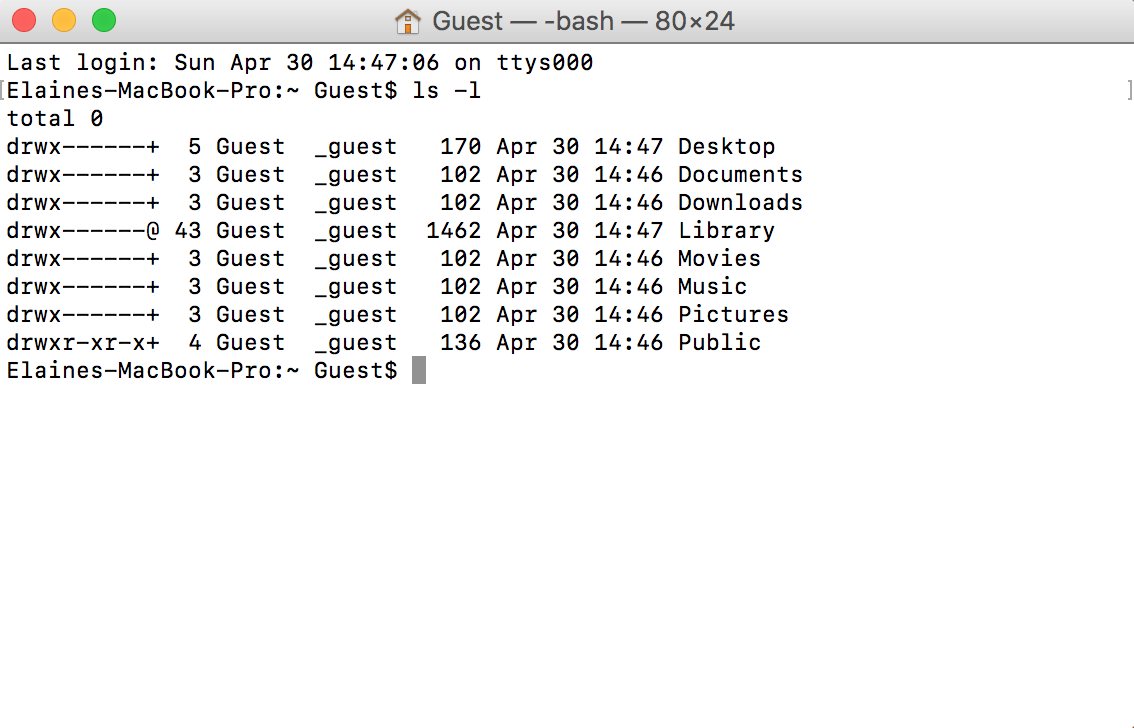 Guest — -bash — 80×24
Last login: Sun Apr 30 14:47:06 on ttys000
[Elaines-MacBook-Pro:~ Guest$ ls -l ]
total 0
drwx------+  5 Guest  _guest   170 Apr 30 14:47 Desktop
drwx------+  3 Guest  _guest   102 Apr 30 14:46 Documents
drwx------+  3 Guest  _guest   102 Apr 30 14:46 Downloads
drwx------@ 43 Guest  _guest  1462 Apr 30 14:47 Library
drwx------+  3 Guest  _guest   102 Apr 30 14:46 Movies
drwx------+  3 Guest  _guest   102 Apr 30 14:46 Music
drwx------+  3 Guest  _guest   102 Apr 30 14:46 Pictures
drwxr-xr-x+  4 Guest  _guest   136 Apr 30 14:46 Public
Elaines-MacBook-Pro:~ Guest$